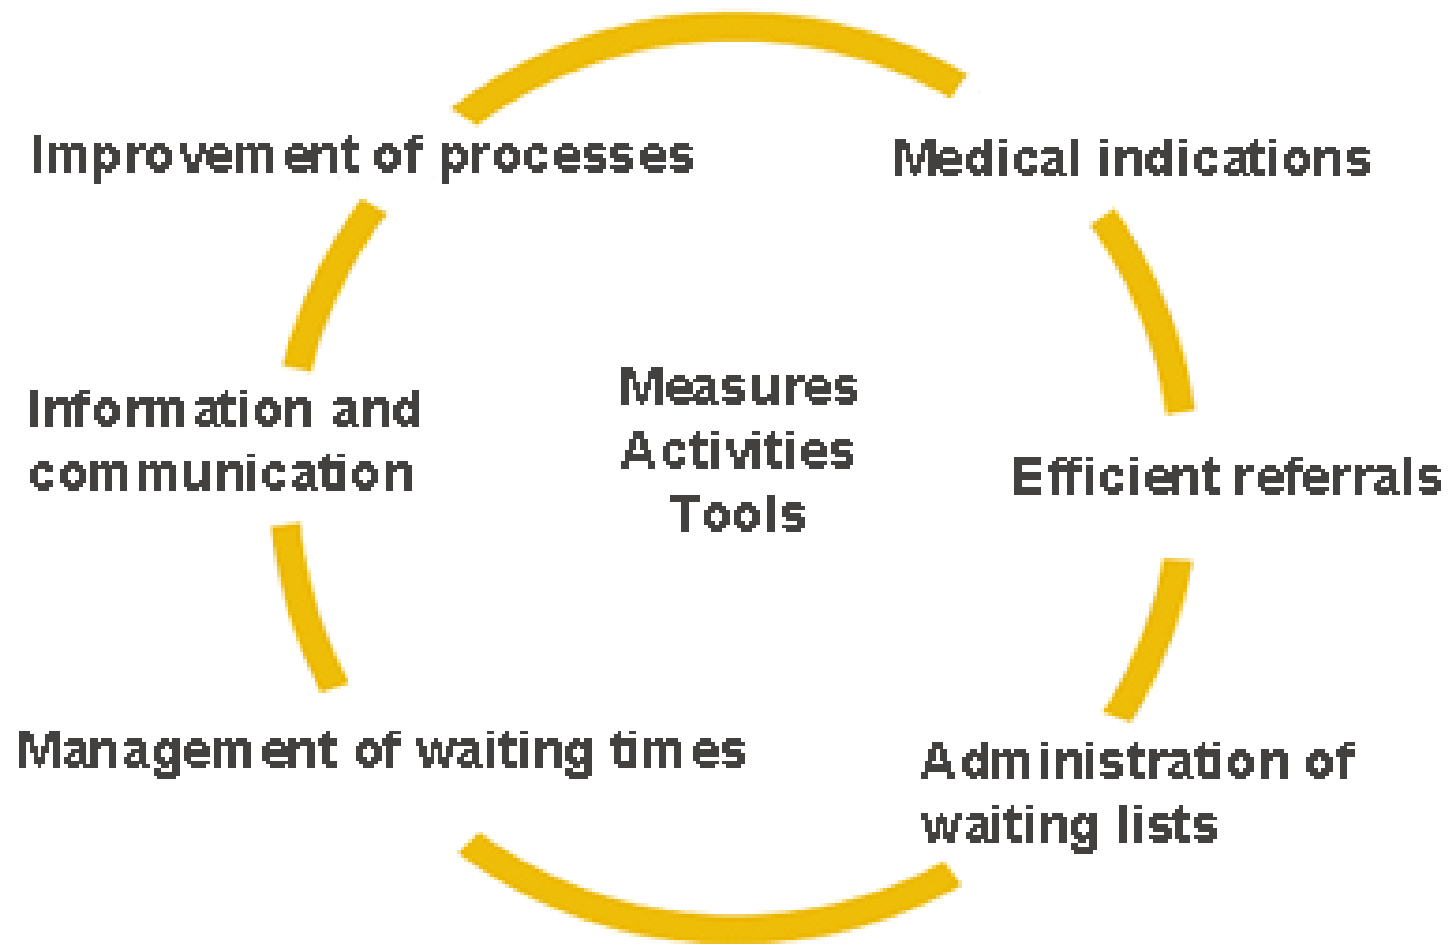 Improvement of processes
Medical indications
Information and
communication
Measures
Activities
Tools
Efficient referrals
Management of waiting times
Administration of
waiting lists